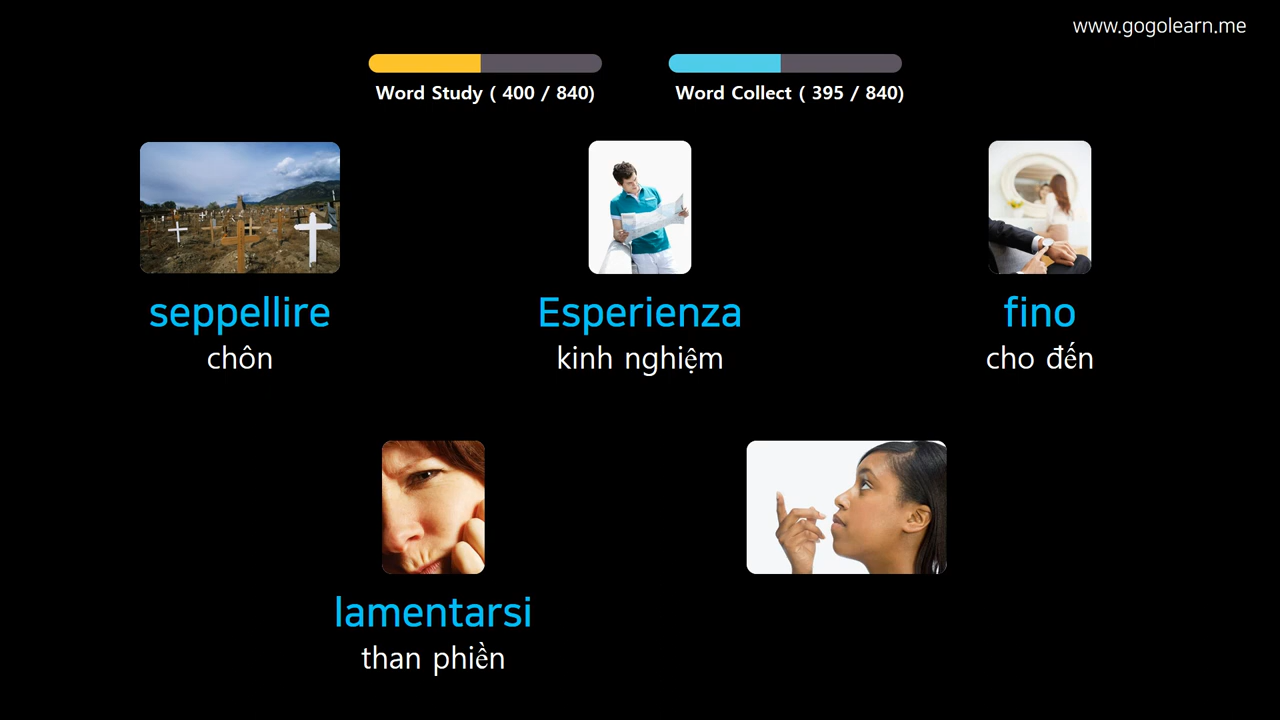 www.gogolearn.me
Word Study ( 400 / 840)
Word Collect ( 395 / 840)
seppellire
chôn
Esperienza
kinh nghiệm
fino
cho đến
lamentarsi
than phiền